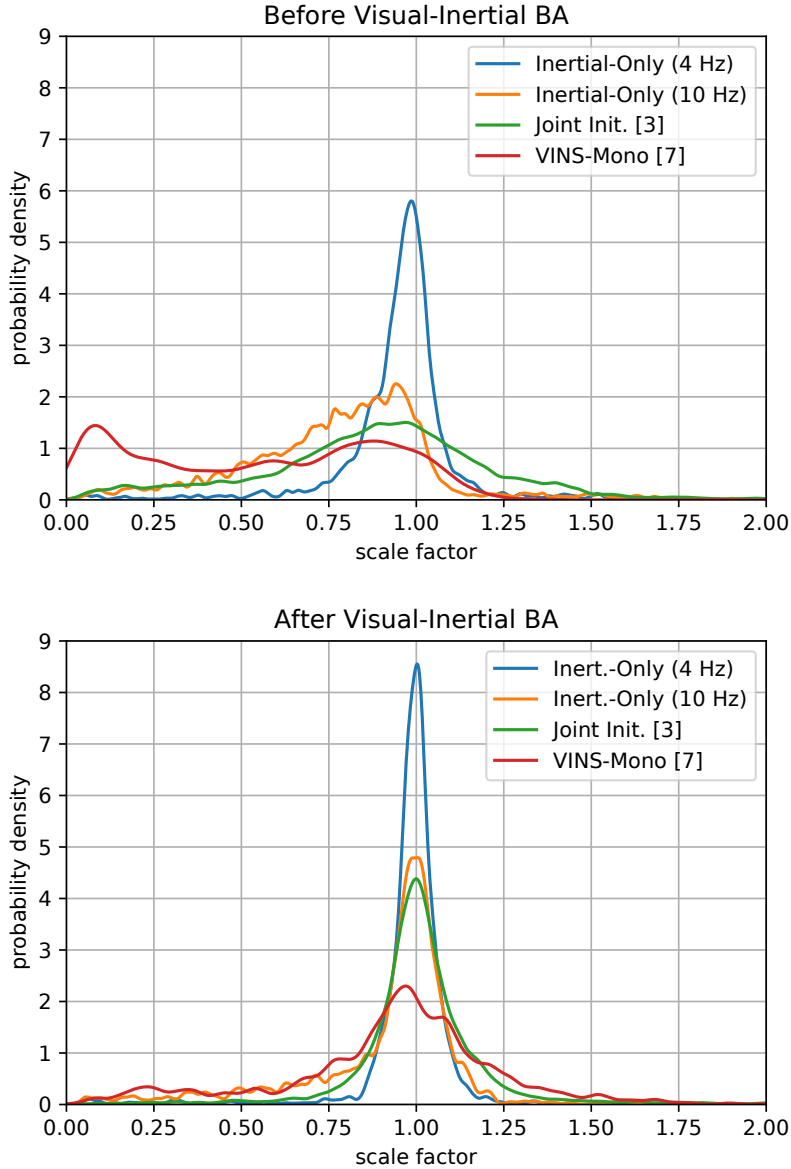 Before Visual-Inertial BA
9
8
7
6
5
4
3
2
1
0
probability density
Inertial-Only (4 Hz)
Inertial-Only (10 Hz)
Joint Init. [3]
VINS-Mono [7]
0.00 0.25 0.50 0.75 1.00 1.25 1.50 1.75 2.00
scale factor
After Visual-Inertial BA
9
8
7
6
5
4
3
2
1
0
probability density
Inert.-Only (4 Hz)
Inert.-Only (10 Hz)
Joint Init. [3]
VINS-Mono [7]
0.00 0.25 0.50 0.75 1.00 1.25 1.50 1.75 2.00
scale factor